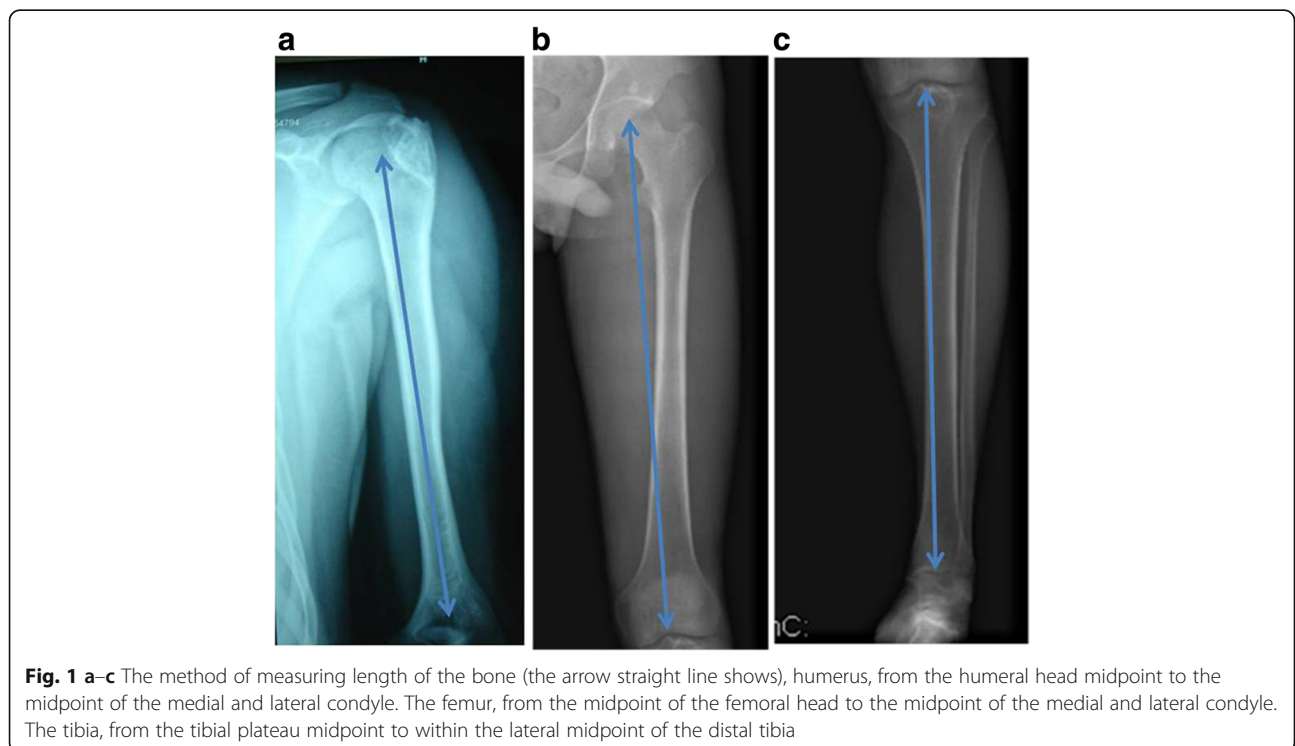 a b c
M
54794
nC:
Fig. 1 a–c The method of measuring length of the bone (the arrow straight line shows), humerus, from the humeral head midpoint to the
midpoint of the medial and lateral condyle. The femur, from the midpoint of the femoral head to the midpoint of the medial and lateral condyle.
The tibia, from the tibial plateau midpoint to within the lateral midpoint of the distal tibia